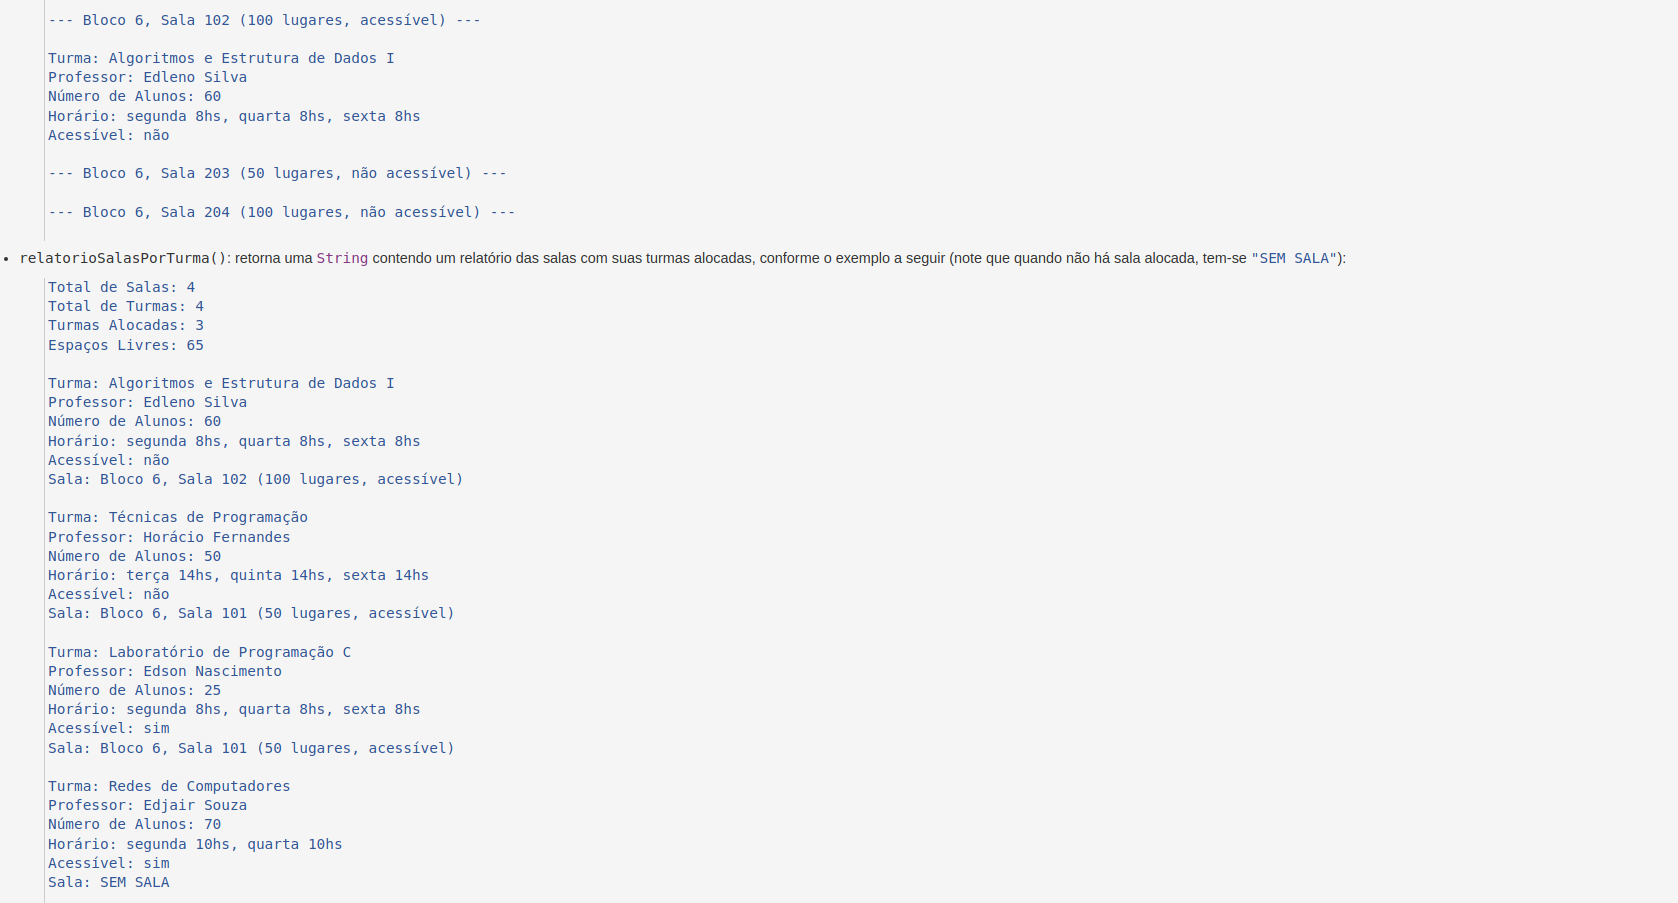 --- Bloco 6, Sala 102 (100 lugares, acessível) ---
Turma: Algoritmos e Estrutura de Dados I
Professor: Edleno Silva
Número de Alunos: 60
Horário: segunda 8hs, quarta 8hs, sexta 8hs
Acessível: não
--- Bloco 6, Sala 203 (50 lugares, não acessível) ---
--- Bloco 6, Sala 204 (100 lugares, não acessível) ---
• relatorioSalasPorTurma(): retorna uma String contendo um relatório das salas com suas turmas alocadas, conforme o exemplo a seguir (note que quando não há sala alocada, tem-se "SEM SALA"):
Total de Salas: 4
Total de Turmas: 4
Turmas Alocadas: 3
Espaços Livres: 65
Turma: Algoritmos e Estrutura de Dados I
Professor: Edleno Silva
Número de Alunos: 60
Horário: segunda 8hs, quarta 8hs, sexta 8hs
Acessível: não
Sala: Bloco 6, Sala 102 (100 lugares, acessível)
Turma: Técnicas de Programação
Professor: Horácio Fernandes
Número de Alunos: 50
Horário: terça 14hs, quinta 14hs, sexta 14hs
Acessível: não
Sala: Bloco 6, Sala 101 (50 lugares, acessível)
Turma: Laboratório de Programação C
Professor: Edson Nascimento
Número de Alunos: 25
Horário: segunda 8hs, quarta 8hs, sexta 8hs
Acessível: sim
Sala: Bloco 6, Sala 101 (50 lugares, acessível)
Turma: Redes de Computadores
Professor: Edjair Souza
Número de Alunos: 70
Horário: segunda 10hs, quarta 10hs
Acessível: sim
Sala: SEM SALA